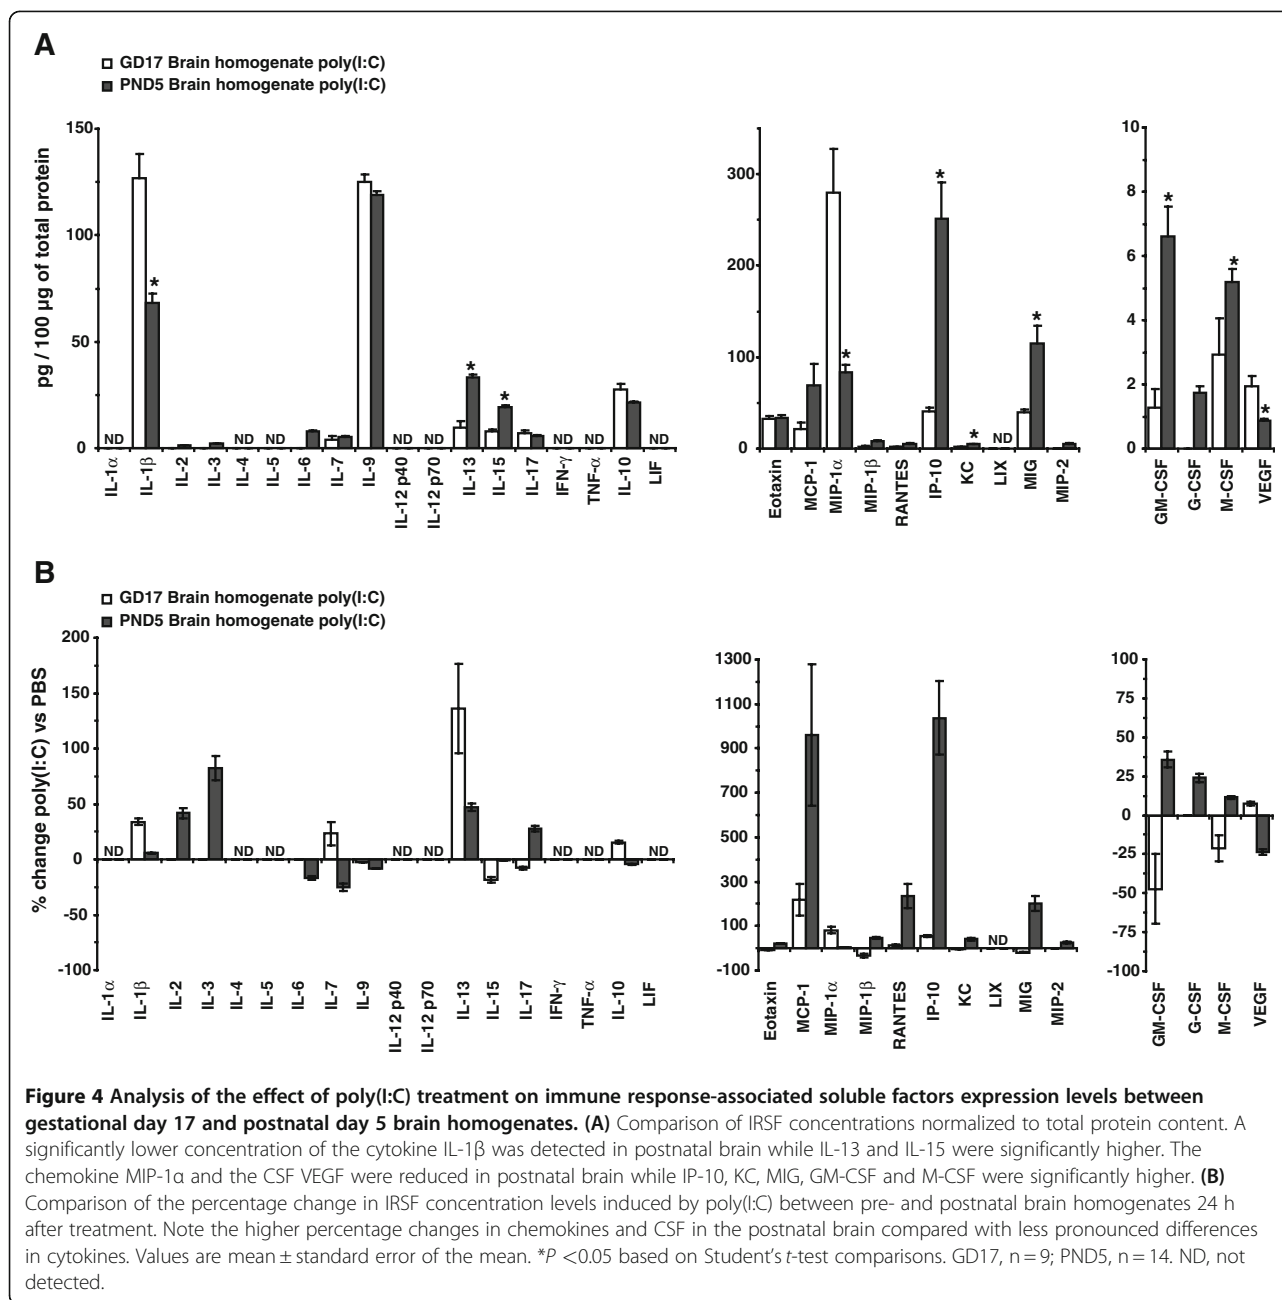 A
GD17 Brain homogenate poly(I:C)
PND5 Brain homogenate poly(I:C)
pg / 100 µg of total protein
150
100
50
0
ND * ND ND ND ND * * ND ND ND
IL-1α IL-1β IL-2 IL-3 IL-4 IL-5 IL-6 IL-7 IL-9 IL-12 p40 IL-12 p70 IL-13 IL-15 IL-17 IFN-γ TNF-α IL-10 LIF
300
200
100
0
* * * ND *
Eotaxin MCP-1 MIP-1α MIP-1β RANTES IP-10 KC LIX MIG MIP-2
10
8
6
4
2
0
* * *
GM-CSF G-CSF M-CSF VEGF
B
GD17 Brain homogenate poly(I:C)
PND5 Brain homogenate poly(I:C)
% change poly(I:C) vs PBS
200
150
100
50
0
-50
-100
ND ND ND ND ND ND ND ND
IL-1α IL-1β IL-2 IL-3 IL-4 IL-5 IL-6 IL-7 IL-9 IL-12 p40 IL-12 p70 IL-13 IL-15 IL-17 IFN-γ TNF-α IL-10 LIF
1300
1100
900
700
500
300
100
-100
ND
Eotaxin MCP-1 MIP-1α MIP-1β RANTES IP-10 KC LIX MIG MIP-2
100
75
50
25
0
-25
-50
-75
-100
GM-CSF G-CSF M-CSF VEGF
Figure 4 Analysis of the effect of poly(I:C) treatment on immune response-associated soluble factors expression levels between
gestational day 17 and postnatal day 5 brain homogenates. (A) Comparison of IRSF concentrations normalized to total protein content. A
significantly lower concentration of the cytokine IL-1β was detected in postnatal brain while IL-13 and IL-15 were significantly higher. The
chemokine MIP-1α and the CSF VEGF were reduced in postnatal brain while IP-10, KC, MIG, GM-CSF and M-CSF were significantly higher. (B)
Comparison of the percentage change in IRSF concentration levels induced by poly(I:C) between pre- and postnatal brain homogenates 24 h
after treatment. Note the higher percentage changes in chemokines and CSF in the postnatal brain compared with less pronounced differences
in cytokines. Values are mean ± standard error of the mean. *P <0.05 based on Student's t-test comparisons. GD17, n = 9; PND5, n = 14. ND, not
detected.